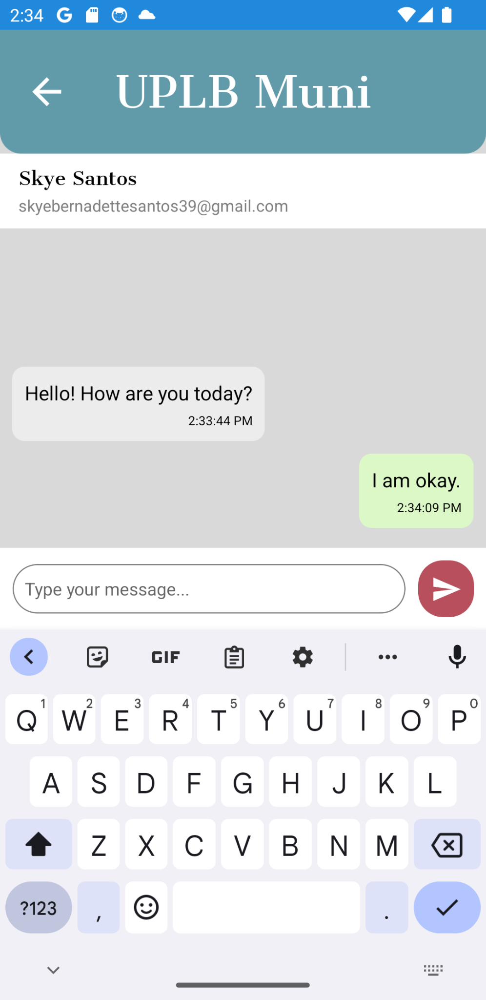 2:34
UPLB Muni
Skye Santos
skyebernadettesantos39@gmail.com
Hello! How are you today?
2:33:44 PM
I am okay.
2:34:09 PM
Type your message...
GIF
1 2 3 4 5 6 7 8 9 0
Q W E R T Y U I O P
A S D F G H J K L
Z X C V B N M
?123 , .